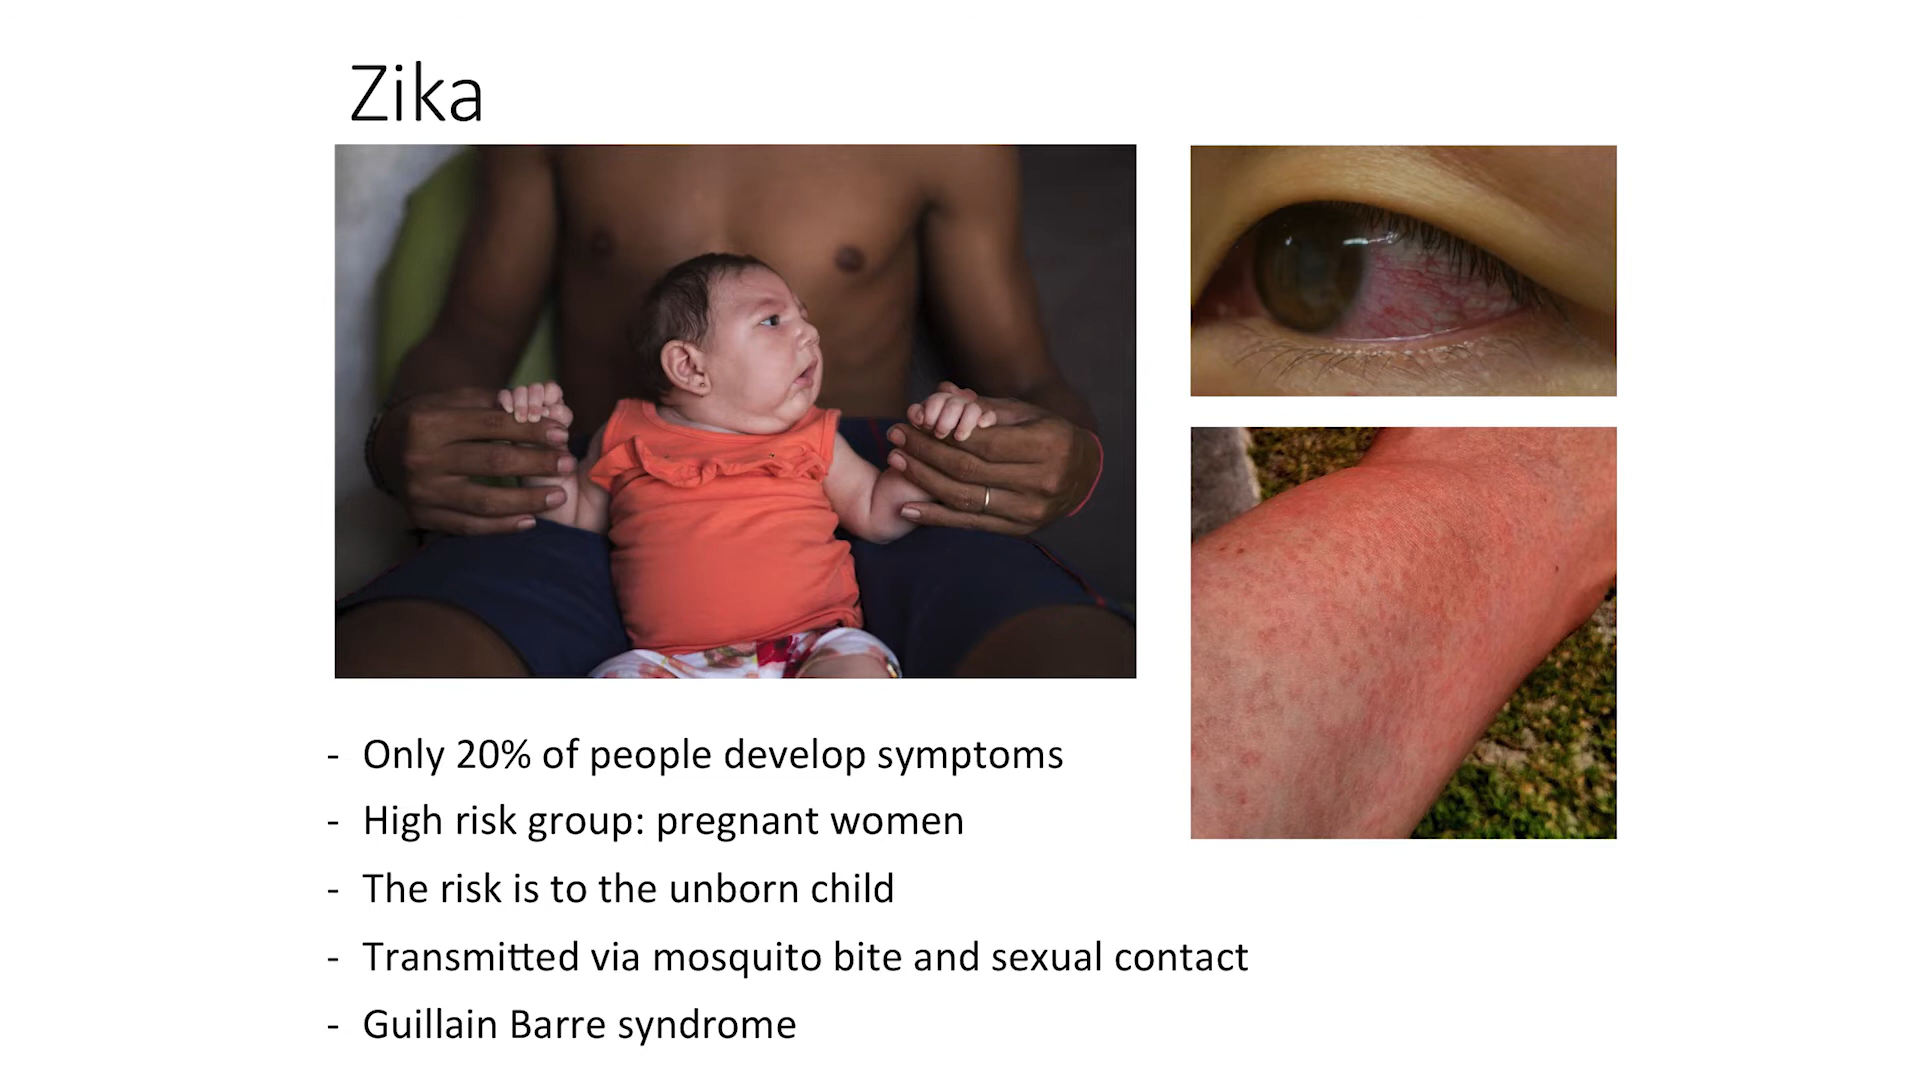 Zika
- Only 20% of people develop symptoms
- High risk group: pregnant women
- The risk is to the unborn child
- Transmitted via mosquito bite and sexual contact
- Guillain Barre syndrome